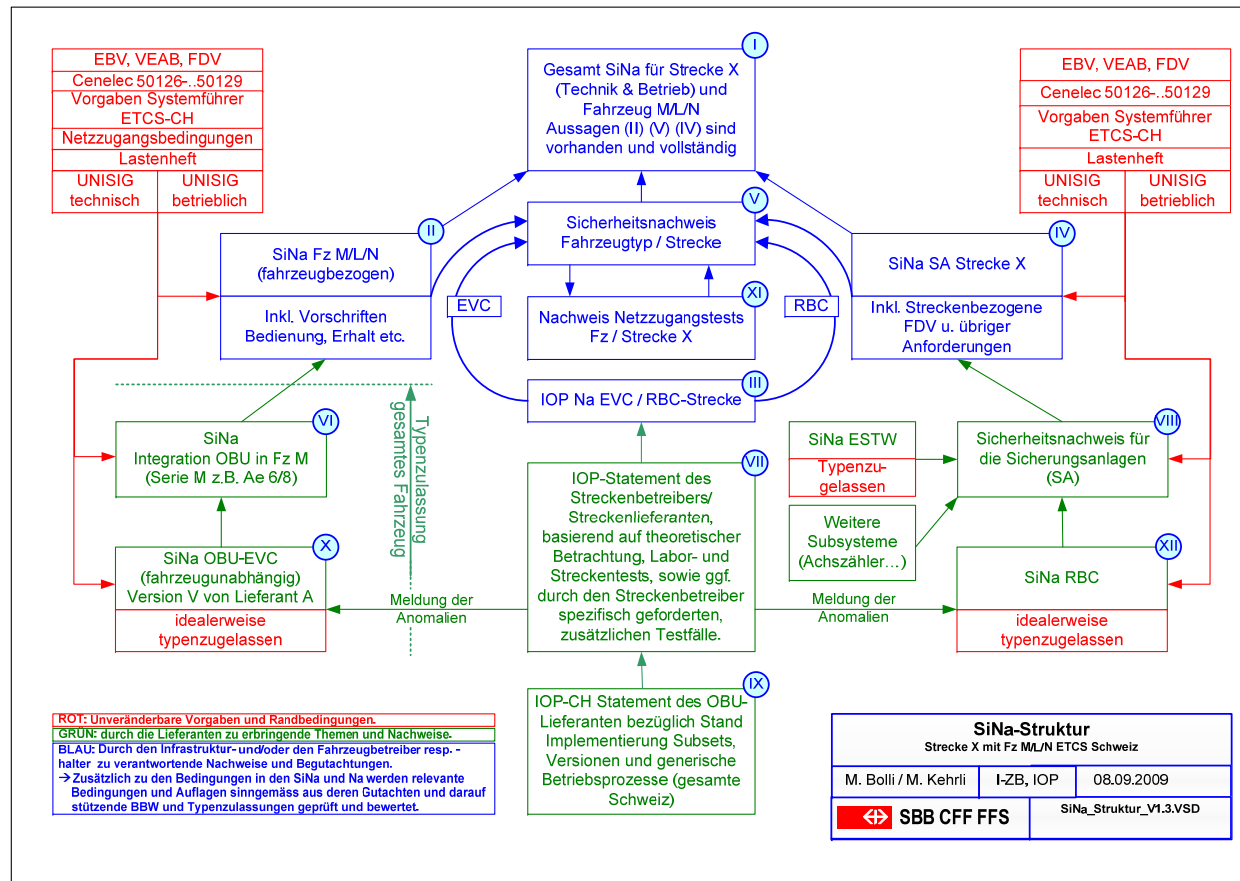 EBV, VEAB, FDV
Cenelec 50126-..50129
Vorgaben Systemführer
ETCS-CH
Netzzugangsbedingungen
Lastenheft
UNISIG
technisch
UNISIG
betrieblich
I
Gesamt SiNa für Strecke X
(Technik & Betrieb) und
Fahrzeug M/L/N
Aussagen (II) (V) (IV) sind
vorhanden und vollständig
EBV, VEAB, FDV
Cenelec 50126-..50129
Vorgaben Systemführer
ETCS-CH
Lastenheft
UNISIG
technisch
UNISIG
betrieblich
II
SiNa Fz M/L/N
(fahrzeugbezogen)
Inkl. Vorschriften
Bedienung, Erhalt etc.
V
Sicherheitsnachweis
Fahrzeugtyp / Strecke
IV
SiNa SA Strecke X
Inkl. Streckenbezogene
FDV u. übriger
Anforderungen
EVC
RBC
XI
Nachweis Netzzugangstests
Fz / Strecke X
III
IOP Na EVC / RBC-Strecke
Typenzulassung
gesamtes Fahrzeug
VI
SiNa
Integration OBU in Fz M
(Serie M z.B. Ae 6/8)
VII
IOP-Statement des
Streckenbetreibers/
Streckenlieferanten,
basierend auf theoretischer
Betrachtung, Labor- und
Streckentests, sowie ggf.
durch den Streckenbetreiber
spezifisch geforderten,
zusätzlichen Testfälle.
SiNa ESTW
Typenzu-
gelassen
VIII
Sicherheitsnachweis für
die Sicherungsanlagen
(SA)
Weitere
Subsysteme
(Achszähler...)
X
SiNa OBU-EVC
(fahrzeugunabhängig)
Version V von Lieferant A
idealerweise
typenzugelassen
Meldung der
Anomalien
Meldung der
Anomalien
XII
SiNa RBC
idealerweise
typenzugelassen
IX
IOP-CH Statement des OBU-
Lieferanten bezüglich Stand
Implementierung Subsets,
Versionen und generische
Betriebsprozesse (gesamte
Schweiz)
ROT: Unveränderbare Vorgaben und Randbedingungen.
GRÜN: durch die Lieferanten zu erbringende Themen und Nachweise.
BLAU: Durch den Infrastruktur- und/oder den Fahrzeugbetreiber resp. -
halter zu verantwortende Nachweise und Begutachtungen.
→ Zusätzlich zu den Bedingungen in den SiNa und Na werden relevante
Bedingungen und Auflagen sinngemäss aus deren Gutachten und darauf
stützende BBW und Typenzulassungen geprüft und bewertet.
SiNa-Struktur
Strecke X mit Fz M/L/N ETCS Schweiz
M. Bolli / M. Kehrli
I-ZB, IOP
08.09.2009
SBB CFF FFS
SiNa_Struktur_V1.3.VSD